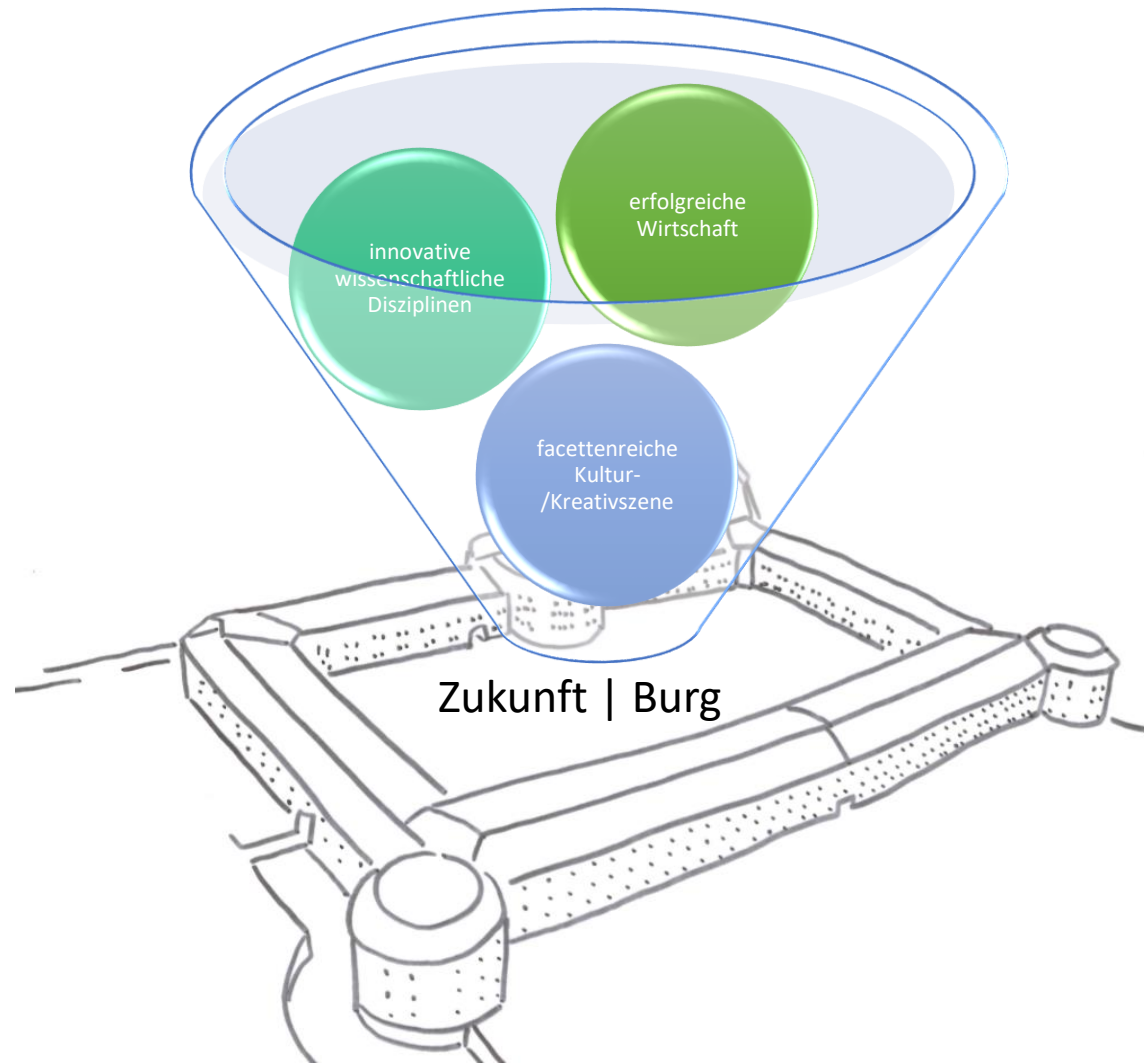 erfolgreiche
Wirtschaft
innovative
wissenschaftliche
Disziplinen
facettenreiche
Kultur-
/Kreativszene
Zukunft | Burg